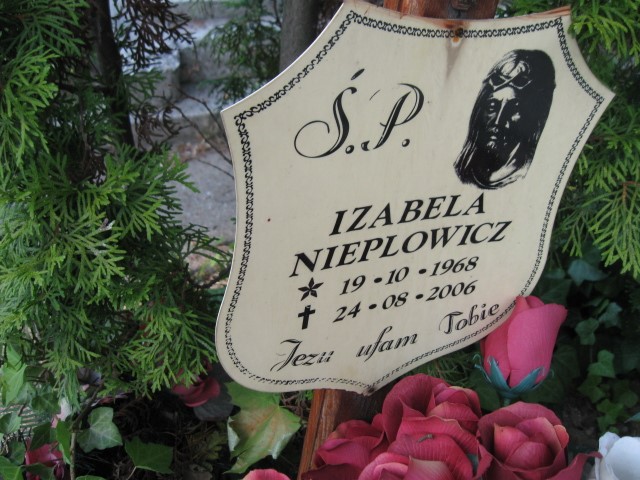 Ś.P.
IZABELA
NIEPLOWICZ
* 19 • 10 • 1968
✝ 24 • 08 • 2006
Jezu ufam Tobie